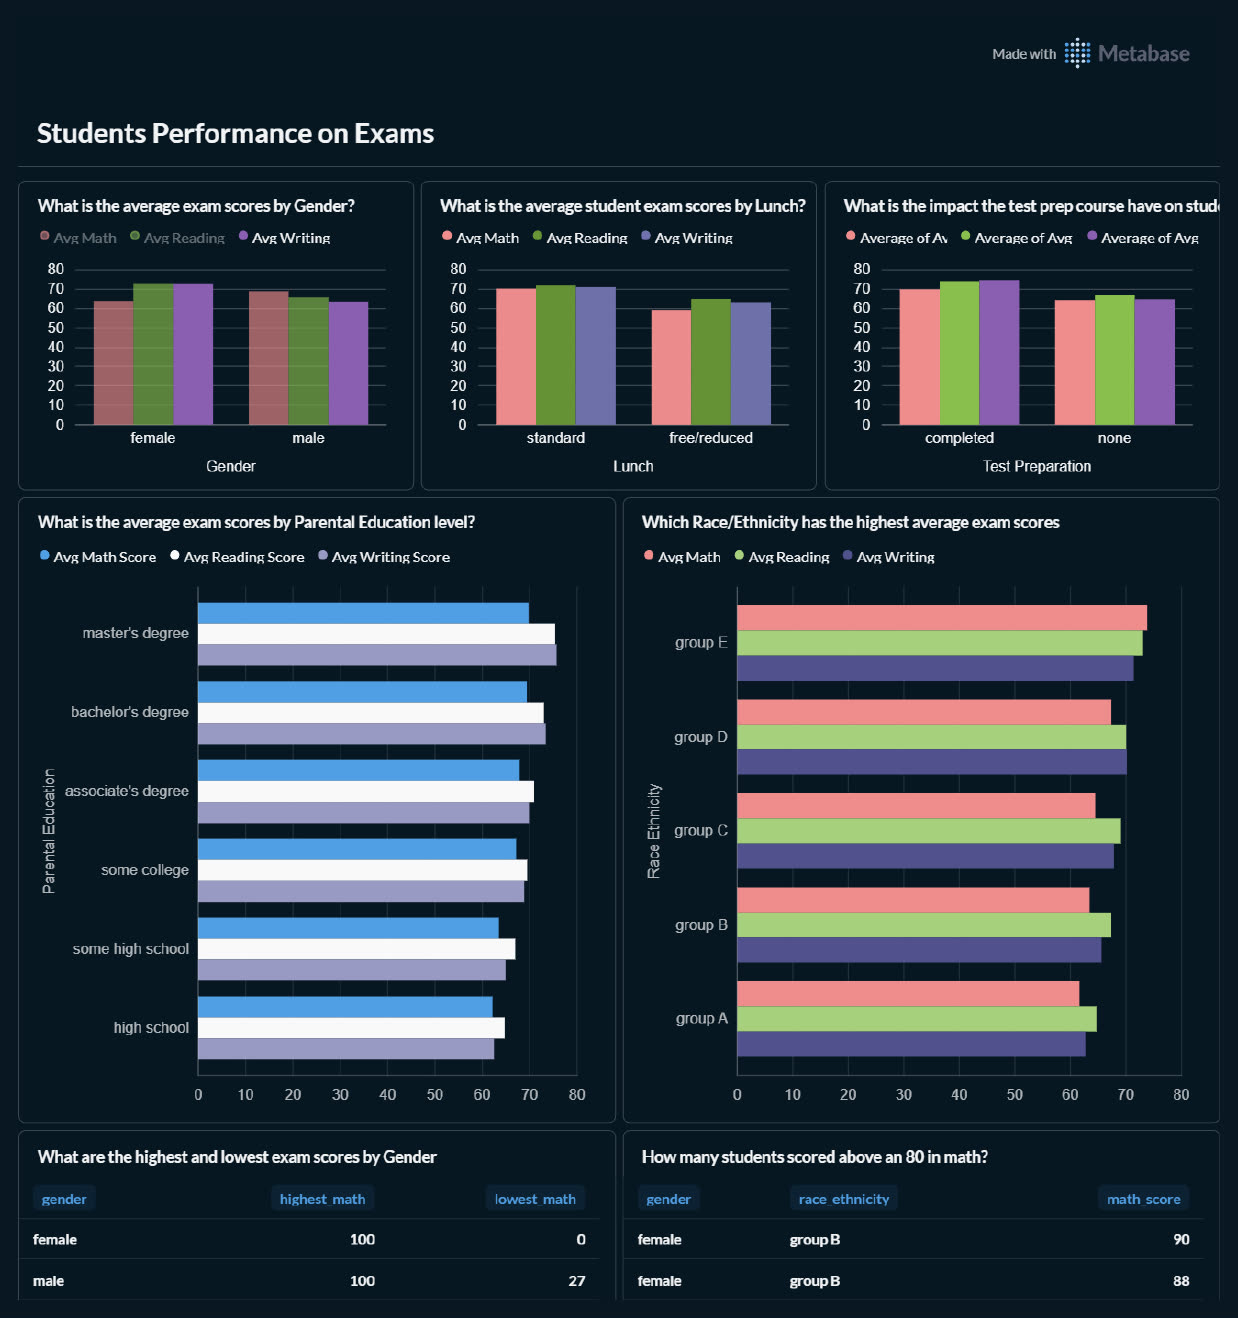 Made with Metabase
Students Performance on Exams
What is the average exam scores by Gender?
Avg Math Avg Reading Avg Writing
80
70
60
50
40
30
20
10
0
female male
Gender
What is the average student exam scores by Lunch?
Avg Math Avg Reading Avg Writing
80
70
60
50
40
30
20
10
0
standard free/reduced
Lunch
What is the impact the test prep course have on stude
Average of Av Average of Avg Average of Avg
80
70
60
50
40
30
20
10
0
completed none
Test Preparation
What is the average exam scores by Parental Education level?
Avg Math Score Avg Reading Score Avg Writing Score
Parental Education
master's degree
bachelor's degree
associate's degree
some college
some high school
high school
0 10 20 30 40 50 60 70 80
Which Race/Ethnicity has the highest average exam scores
Avg Math Avg Reading Avg Writing
Race Ethnicity
group E
group D
group C
group B
group A
0 10 20 30 40 50 60 70 80
What are the highest and lowest exam scores by Gender
gender highest_math lowest_math
female 100 0
male 100 27
How many students scored above an 80 in math?
gender race_ethnicity math_score
female group B 90
female group B 88